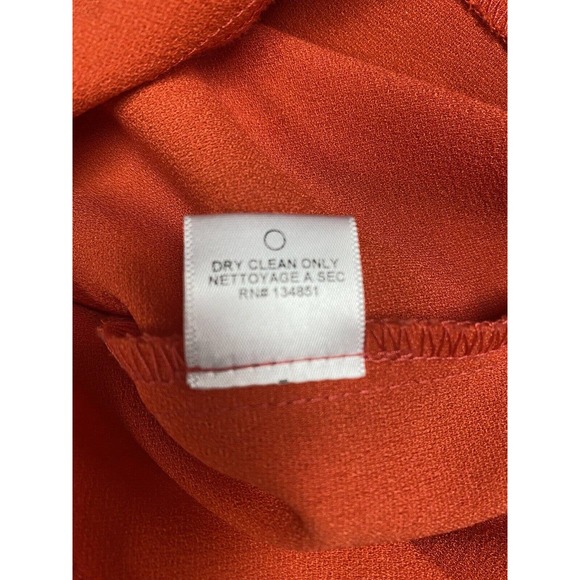 DRY CLEAN ONLY
NETTOYAGE A SEC
RN# 134851